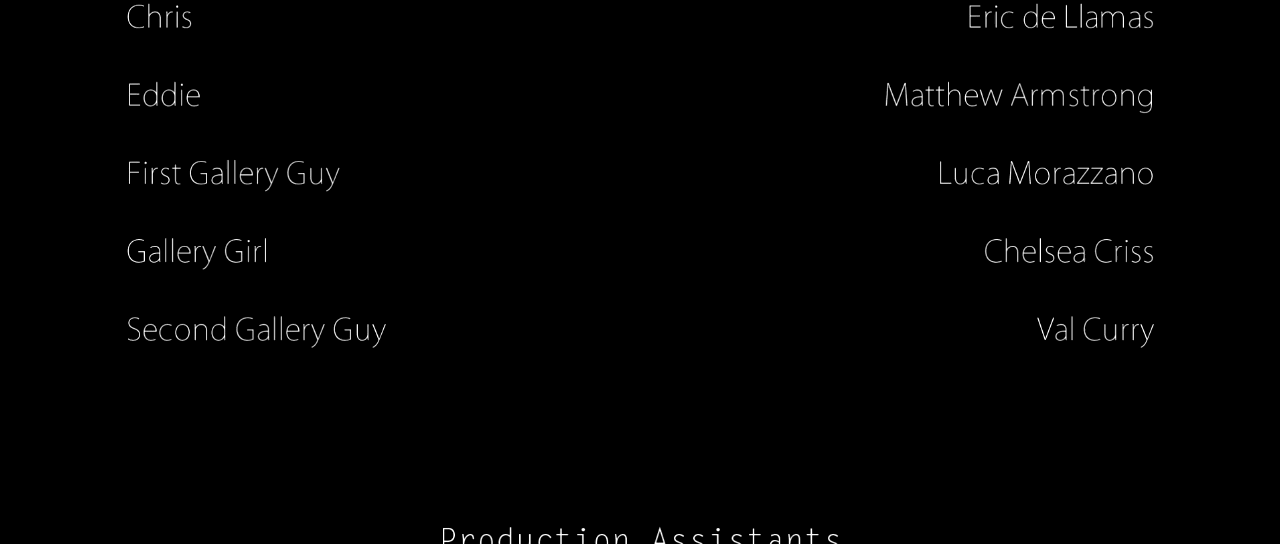 Chris Eric de Llamas
Eddie Matthew Armstrong
First Gallery Guy Luca Morazzano
Gallery Girl Chelsea Criss
Second Gallery Guy Val Curry
Production Assistants